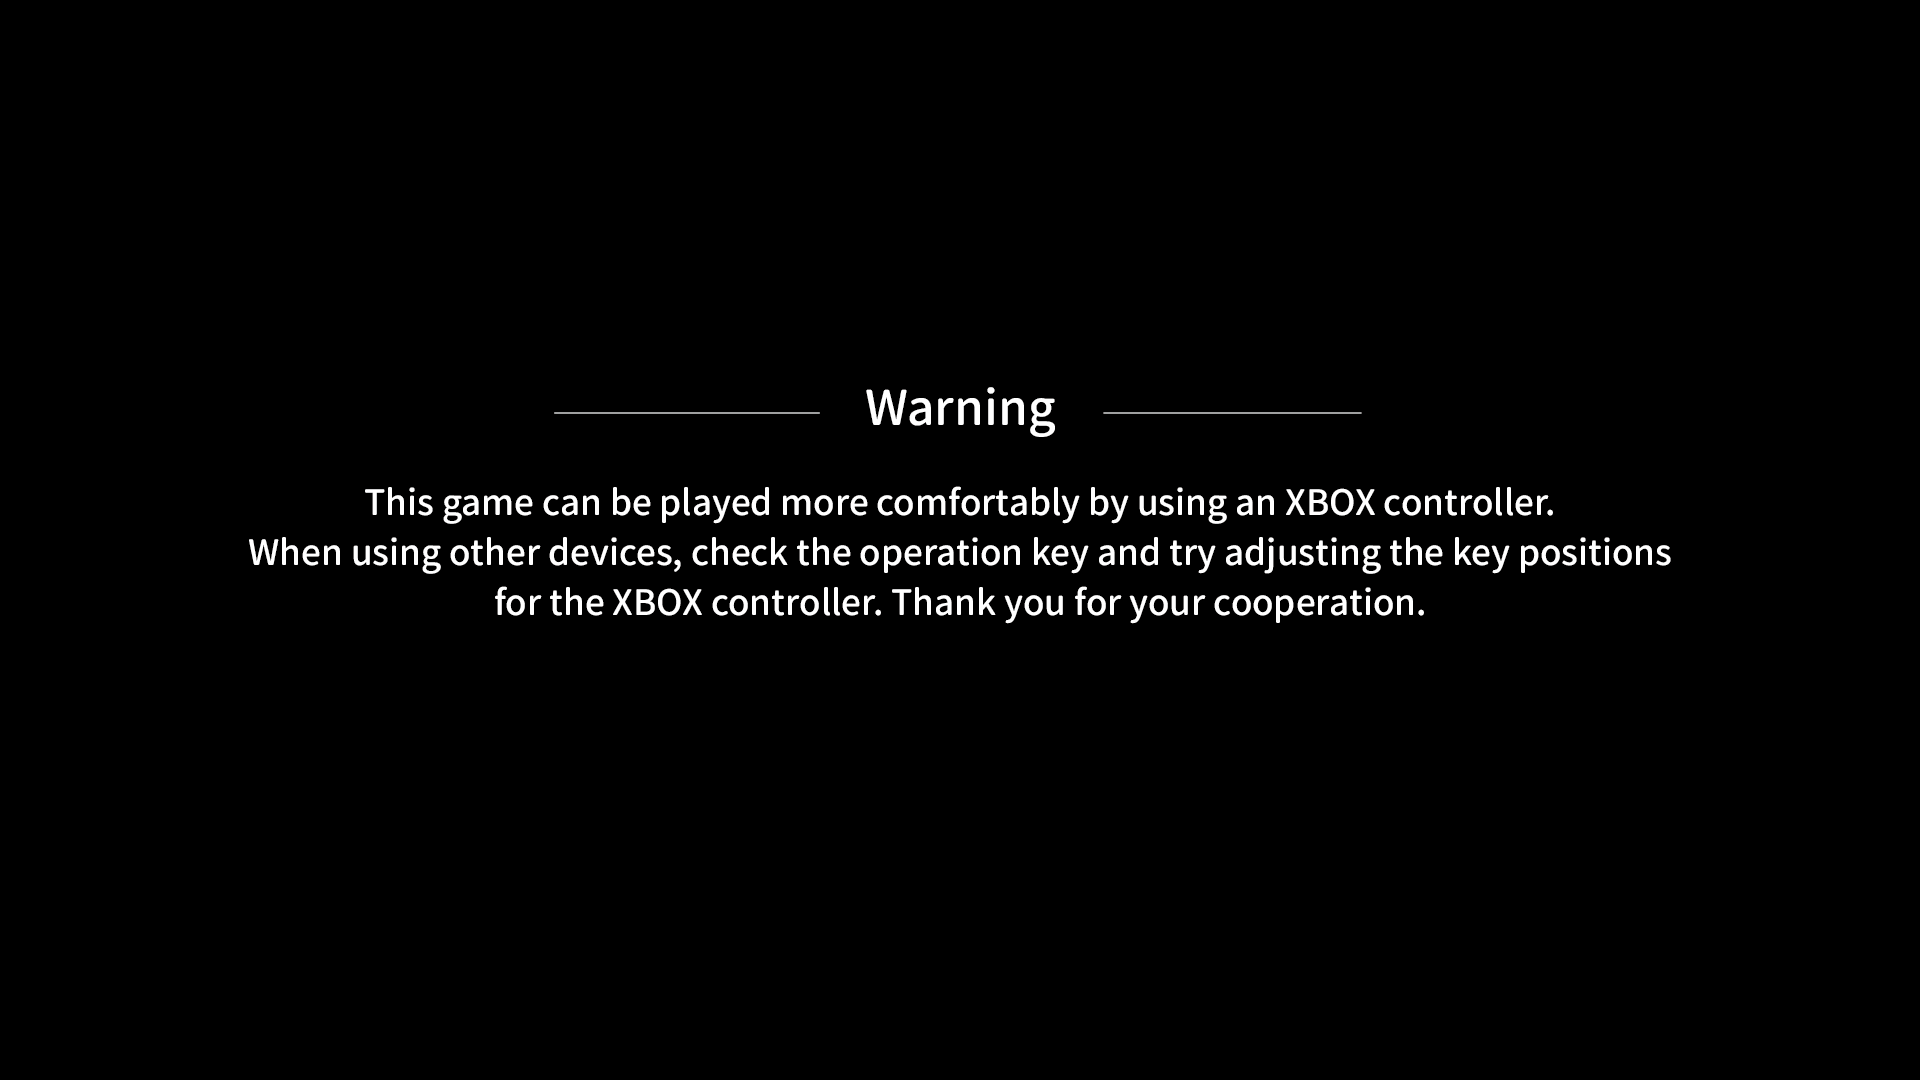 Warning
This game can be played more comfortably by using an XBOX controller.
When using other devices, check the operation key and try adjusting the key positions
for the XBOX controller. Thank you for your cooperation.